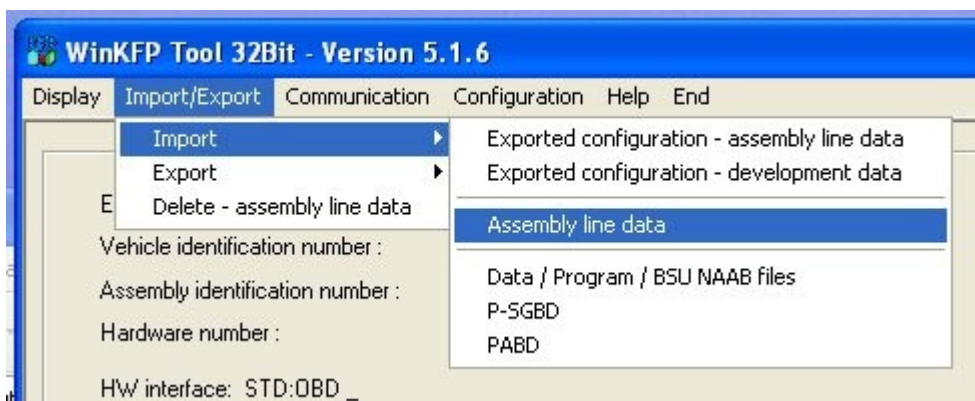 WinKFP Tool 32Bit - Version 5.1.6
Display Import/Export Communication Configuration Help End
Import
Export
Delete - assembly line data
Exported configuration - assembly line data
Exported configuration - development data
Assembly line data
Data / Program / BSU NAAB files
P-SGBD
PABD
E
Vehicle identification number :
Assembly identification number :
Hardware number :
HW interface: STD:OBD _